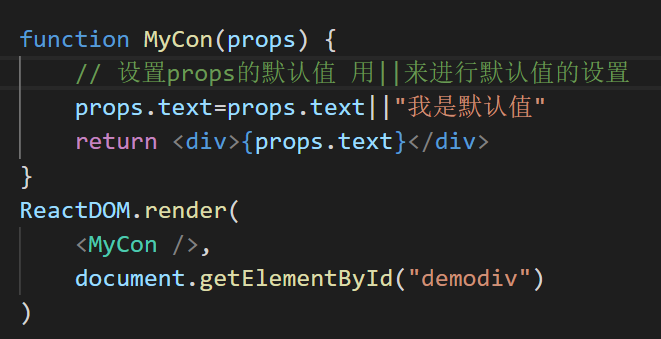 function MyCon(props) {
    // 设置props的默认值 用||来进行默认值的设置
    props.text=props.text||"我是默认值"
    return <div>{props.text}</div>
}
ReactDOM.render(
    <MyCon />,
    document.getElementById("demodiv")
)